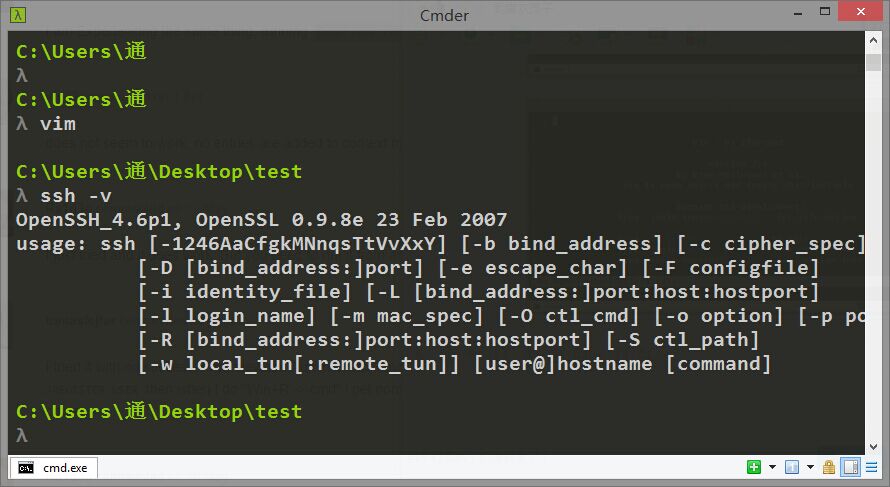 Cmder
C:\Users\通
λ
C:\Users\通
λ vim
C:\Users\通\Desktop\test
λ ssh -v
OpenSSH_4.6p1, OpenSSL 0.9.8e 23 Feb 2007
usage: ssh [-1246AaCfgkMNnqsTtVvXxY] [-b bind_address] [-c cipher_spec]
[-D [bind_address:]port] [-e escape_char] [-F configfile]
[-i identity_file] [-L [bind_address:]port:host:hostport]
[-l login_name] [-m mac_spec] [-O ctl_cmd] [-o option] [-p po
[-R [bind_address:]port:host:hostport] [-S ctl_path]
[-w local_tun[:remote_tun]] [user@]hostname [command]
C:\Users\通\Desktop\test
λ
cmd.exe